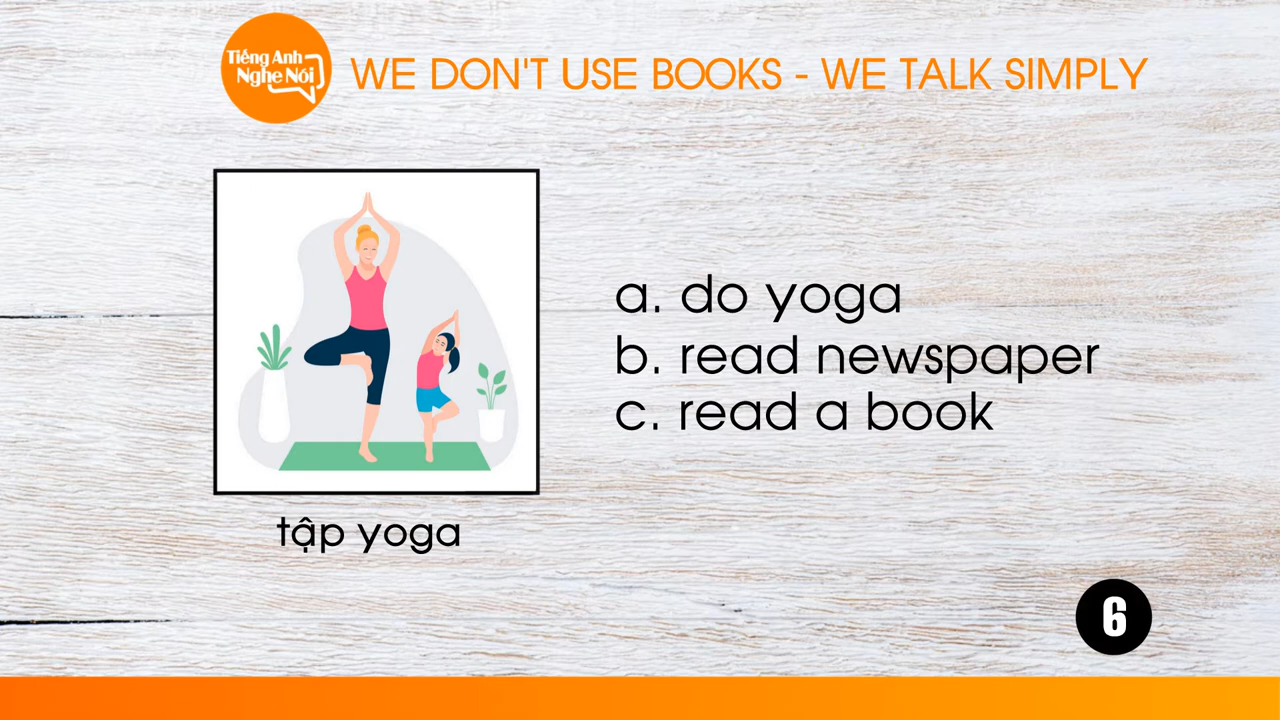 Tiếng Anh
Nghe Nói
WE DON'T USE BOOKS - WE TALK SIMPLY
a. do yoga
b. read newspaper
c. read a book
tập yoga
6